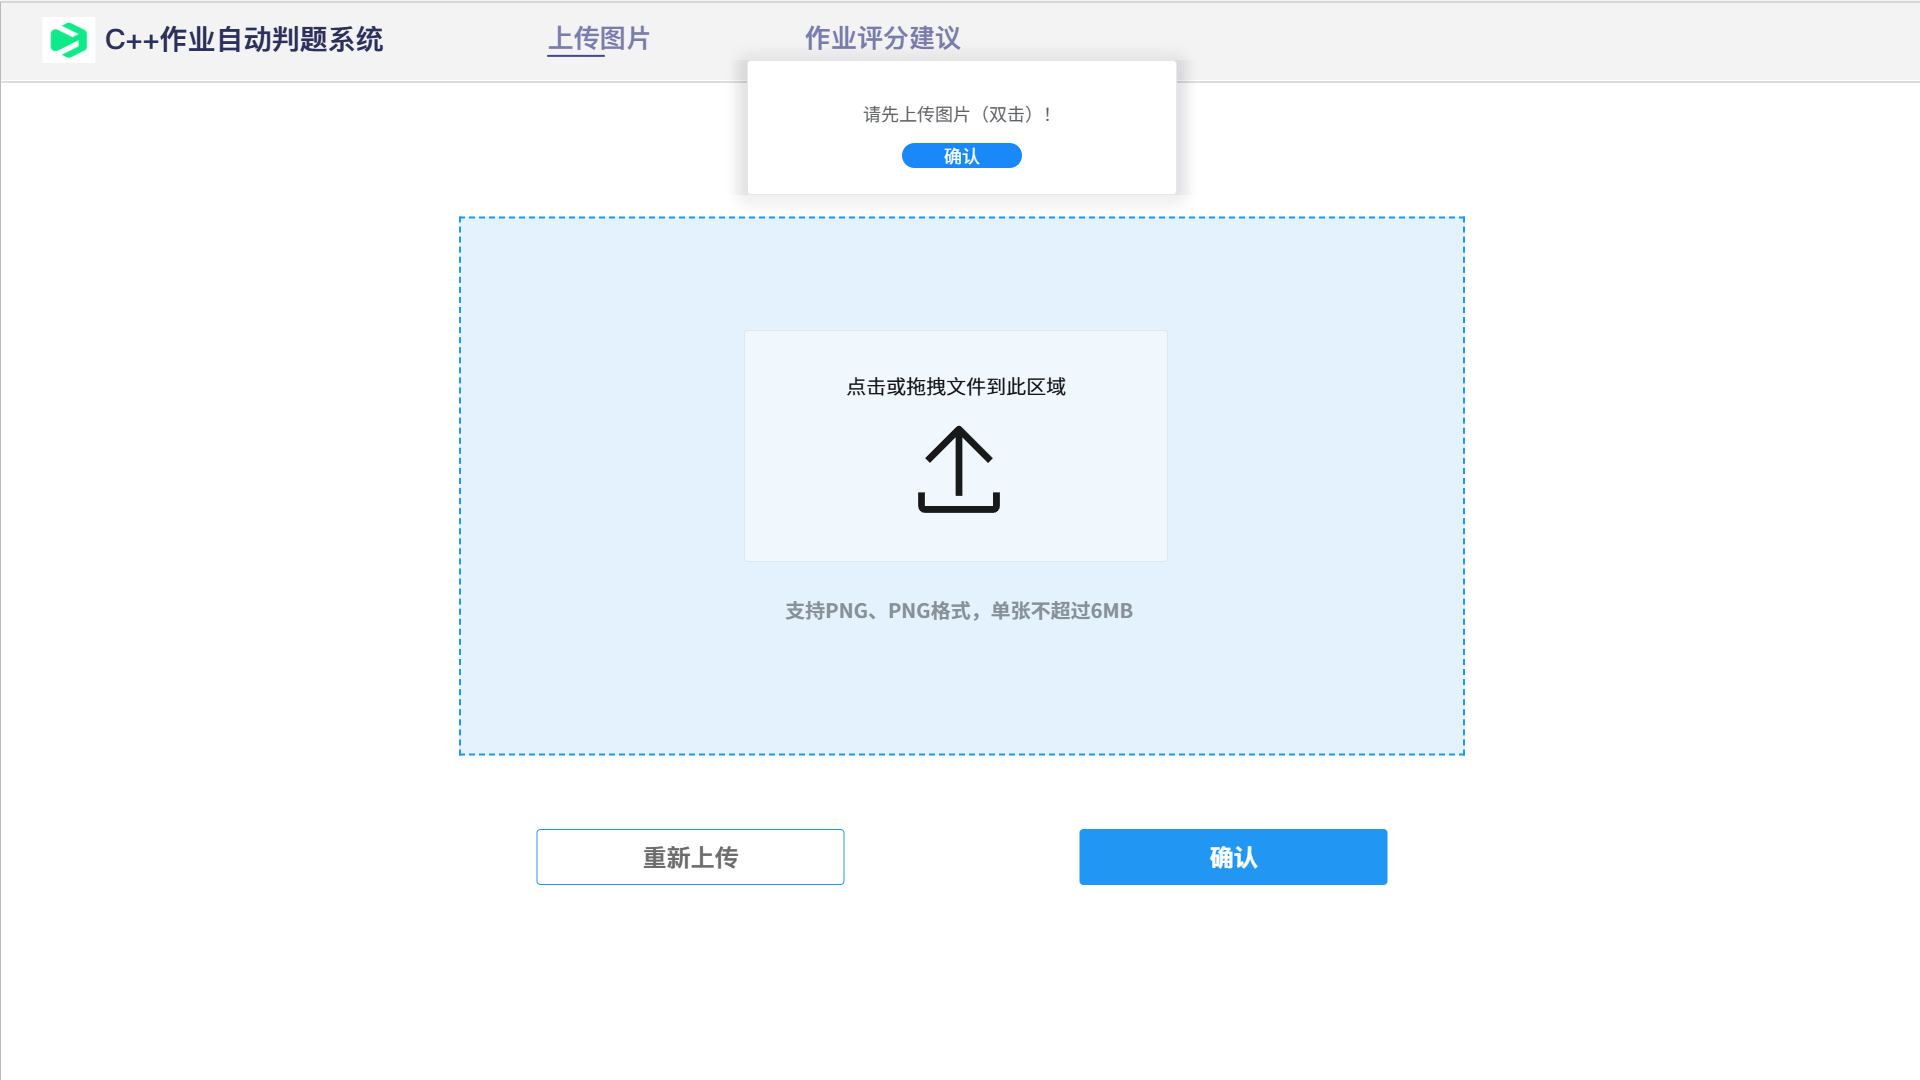 C++作业自动判题系统
上传图片
作业评分建议
请先上传图片（双击）！
确认
点击或拖拽文件到此区域
支持PNG、PNG格式，单张不超过6MB
重新上传
确认